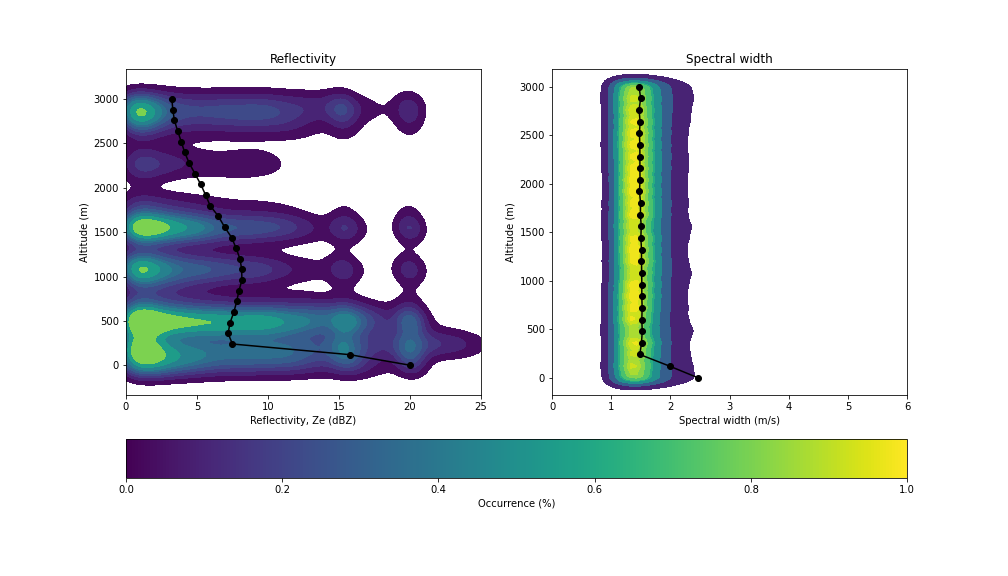 Reflectivity
Spectral width
3000
2500
2000
1500
1000
500
0
Altitude (m)
0 5 10 15 20 25
Reflectivity, Ze (dBZ)
3000
2500
2000
1500
1000
500
0
Altitude (m)
0 1 2 3 4 5 6
Spectral width (m/s)
0.0 0.2 0.4 0.6 0.8 1.0
Occurrence (%)